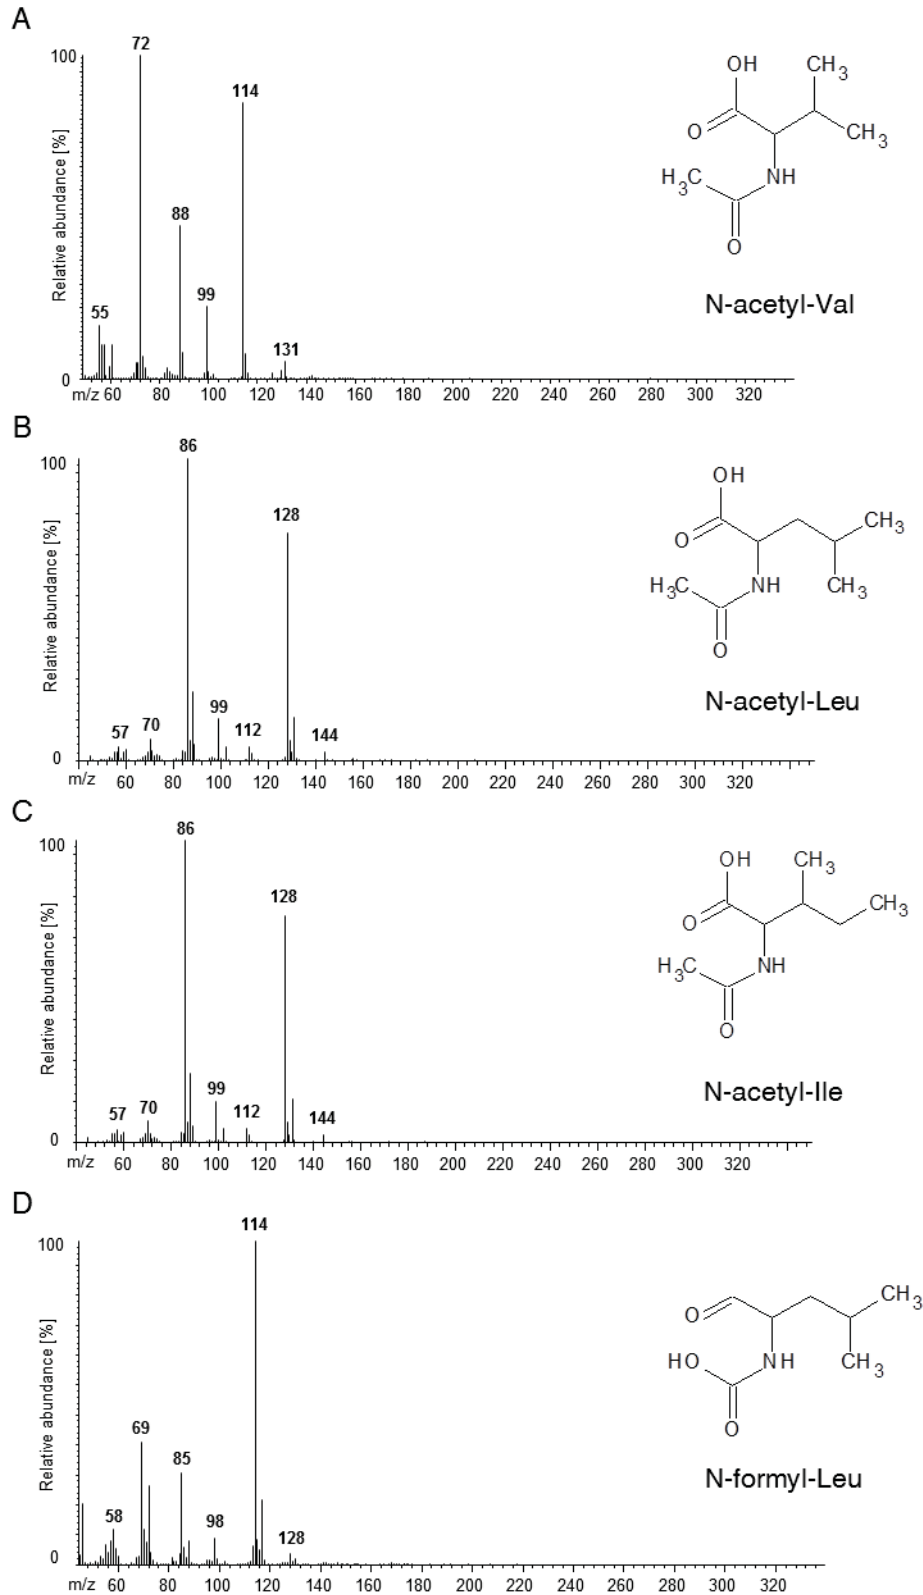 A
100
72
114
88
99
55
131
0
Relative abundance [%]
m/z 60 80 100 120 140 160 180 200 220 240 260 280 300 320
OH
CH3
O
CH3
H3C
NH
O
N-acetyl-Val
B
100
86
128
99
57
70
112
144
0
Relative abundance [%]
m/z 60 80 100 120 140 160 180 200 220 240 260 280 300 320
OH
O
CH3
H3C
NH
CH3
O
N-acetyl-Leu
C
100
86
128
99
57
70
112
144
0
Relative abundance [%]
m/z 60 80 100 120 140 160 180 200 220 240 260 280 300 320
OH
CH3
O
CH3
H3C
NH
O
N-acetyl-Ile
D
100
114
69
85
58
98
128
0
Relative abundance [%]
m/z 60 80 100 120 140 160 180 200 220 240 260 280 300 320
O
CH3
HO
NH
CH3
O
N-formyl-Leu